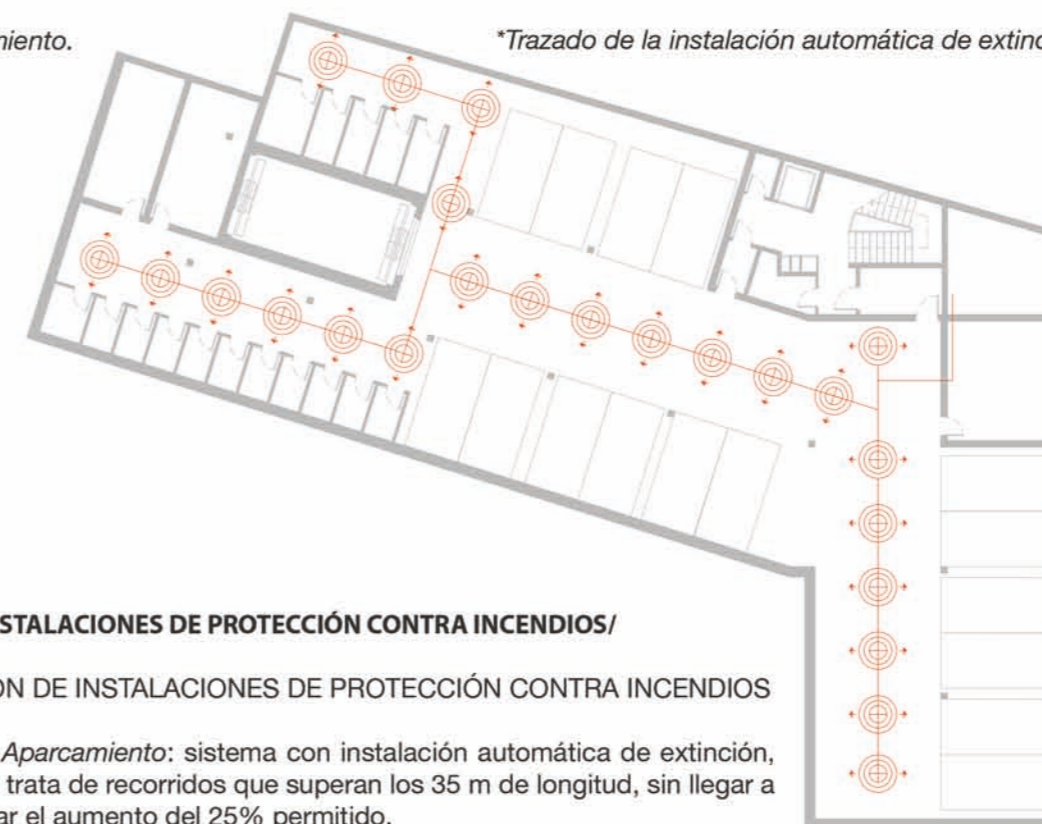 miento.
*Trazado de la instalación automática de extinc
STALACIONES DE PROTECCIÓN CONTRA INCENDIOS/
ON DE INSTALACIONES DE PROTECCIÓN CONTRA INCENDIOS
Aparcamiento: sistema con instalación automática de extinción,
trata de recorridos que superan los 35 m de longitud, sin llegar a
ar el aumento del 25% permitido.